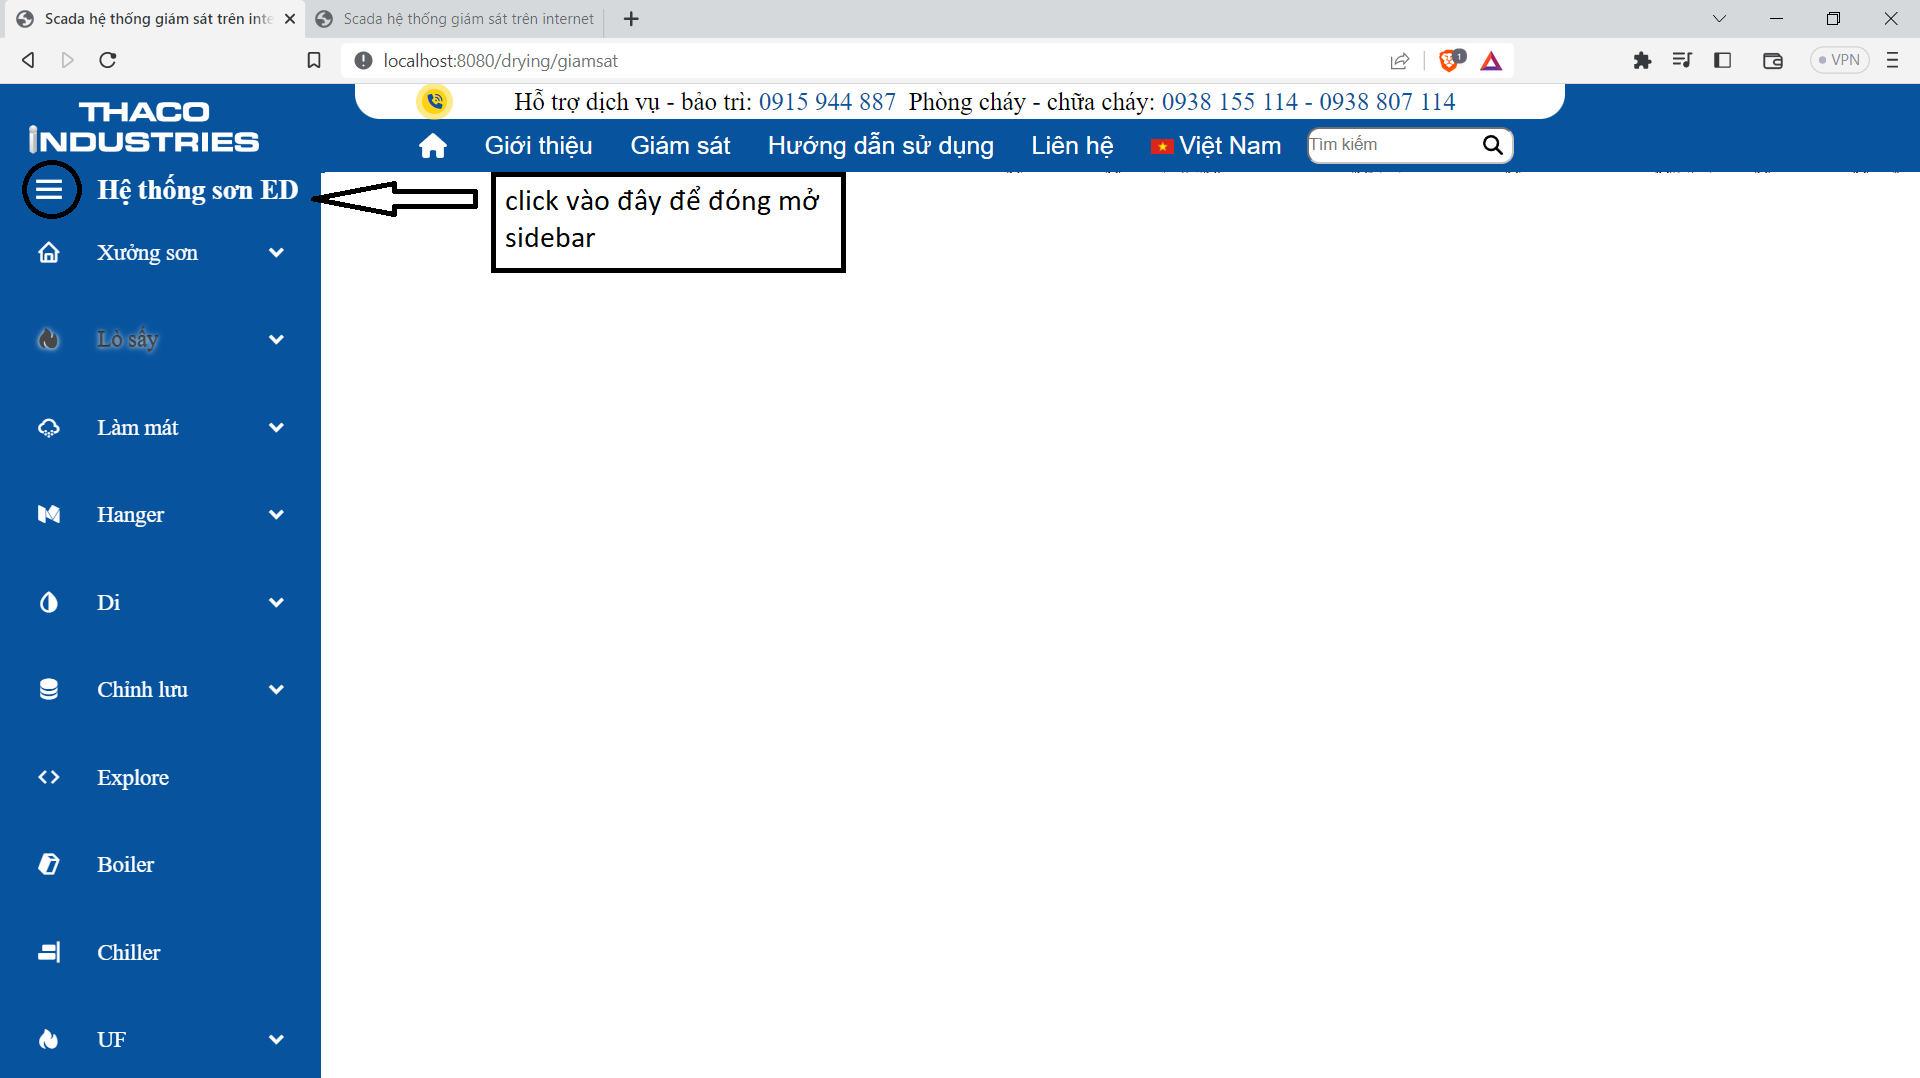 Scada hệ thống giám sát trên inte
Scada hệ thống giám sát trên internet
localhost:8080/drying/giamsat
1
VPN
THACO
INDUSTRIES
Hỗ trợ dịch vụ - bảo trì: 0915 944 887 Phòng cháy - chữa cháy: 0938 155 114 - 0938 807 114
Giới thiệu
Giám sát
Hướng dẫn sử dụng
Liên hệ
Việt Nam
Tìm kiếm
Hệ thống sơn ED
click vào đây để đóng mở
sidebar
Xưởng sơn
Lò sấy
Làm mát
Hanger
Di
Chỉnh lưu
Explore
Boiler
Chiller
UF